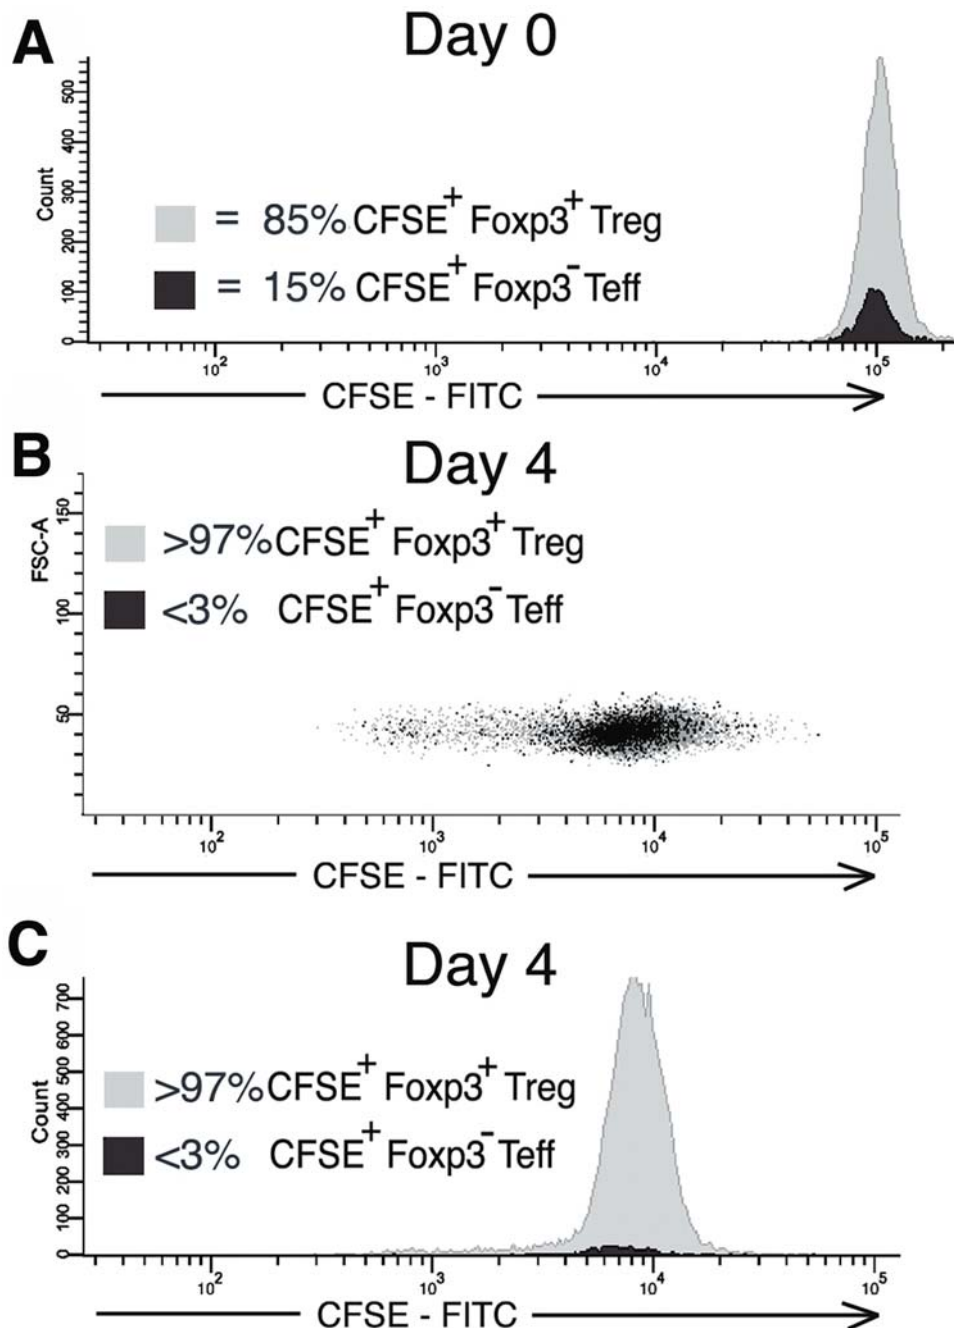 A
Day 0
Count
0 100 200 300 400 500
= 85% CFSE+ Foxp3+ Treg
= 15% CFSE+ Foxp3- Teff
10² 10³ 10⁴ 10⁵
CFSE - FITC
B
Day 4
FSC-A
50 100 150
>97% CFSE+ Foxp3+ Treg
<3% CFSE+ Foxp3- Teff
10² 10³ 10⁴ 10⁵
CFSE - FITC
C
Day 4
Count
0 100 200 300 400 500 600 700
>97% CFSE+ Foxp3+ Treg
<3% CFSE+ Foxp3- Teff
10² 10³ 10⁴ 10⁵
CFSE - FITC